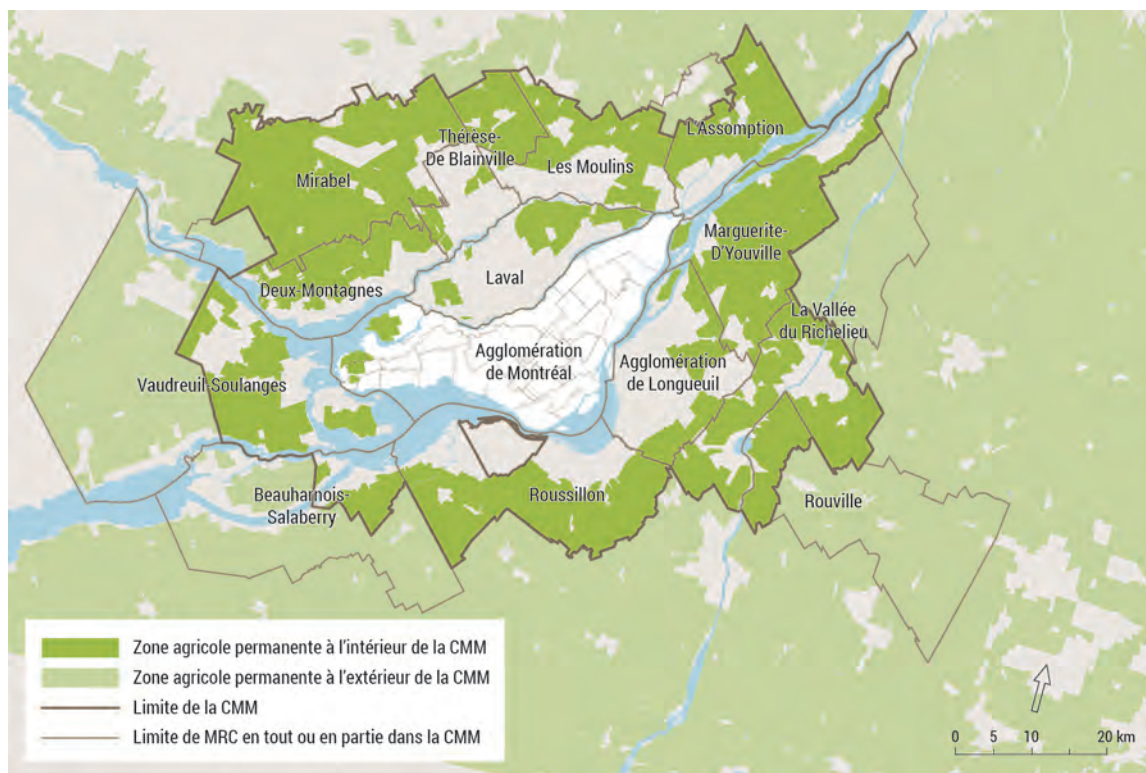 L'Assomption
Thérèse-
De Blainville
Les Moulins
Mirabel
Marguerite-
D'Youville
Laval
Deux-Montagnes
La Vallée
du Richelieu
Agglomération
de Montréal
Agglomération
de Longueuil
Vaudreuil-Soulanges
Beauharnois-
Salaberry
Roussillon
Rouville
Zone agricole permanente à l'intérieur de la CMM
Zone agricole permanente à l'extérieur de la CMM
Limite de la CMM
Limite de MRC en tout ou en partie dans la CMM
0 5 10 20 km